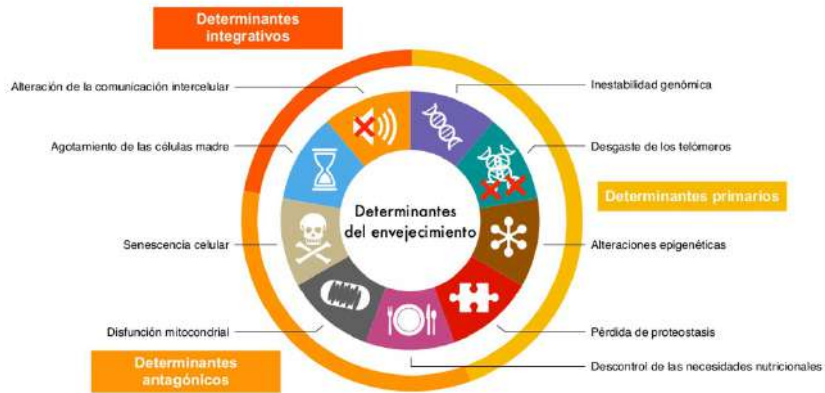 Determinantes
integrativos
Alteración de la comunicación intercelular
Inestabilidad genómica
Agotamiento de las células madre
Desgaste de los telómeros
Determinantes primarios
Determinantes
del envejecimiento
Senescencia celular
Alteraciones epigenéticas
Disfunción mitocondrial
Pérdida de proteostasis
Determinantes
antagónicos
Descontrol de las necesidades nutricionales